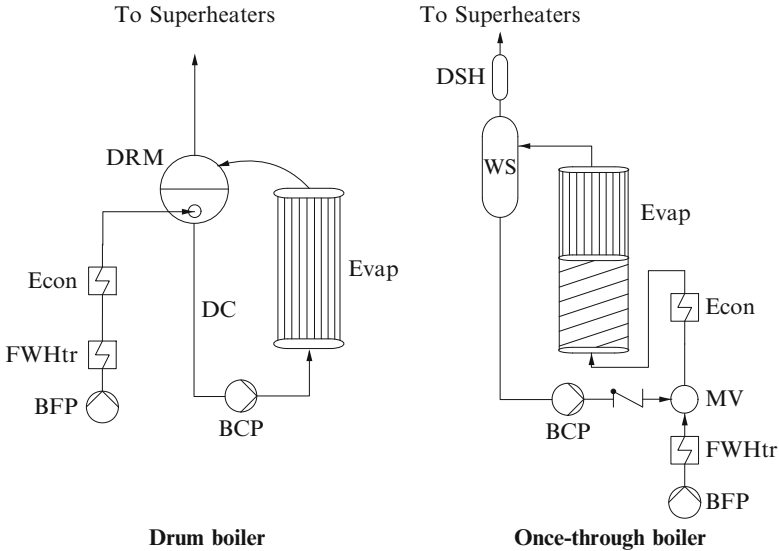 To Superheaters
DRM
Econ
FWHtr
BFP
DC
BCP
Evap
Drum boiler
To Superheaters
DSH
WS
Evap
Econ
MV
BCP
FWHtr
BFP
Once-through boiler